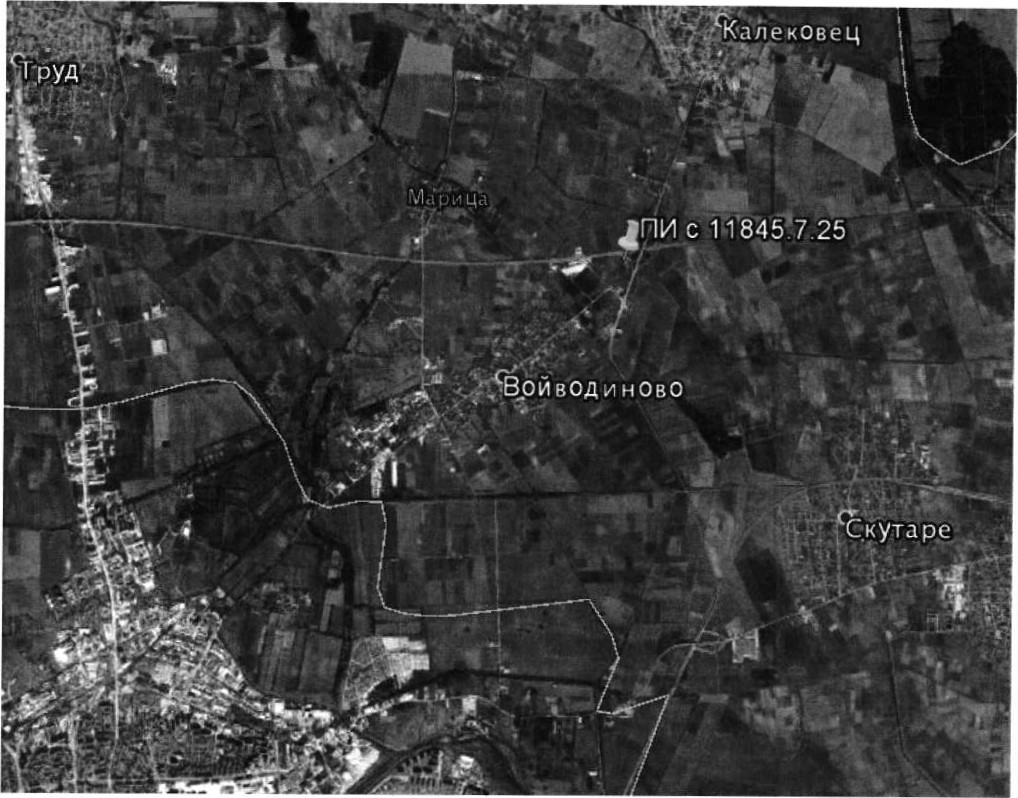 Калековец
Труд
Марица
ПИ с 11845.7.25
Войводиново
Скутаре